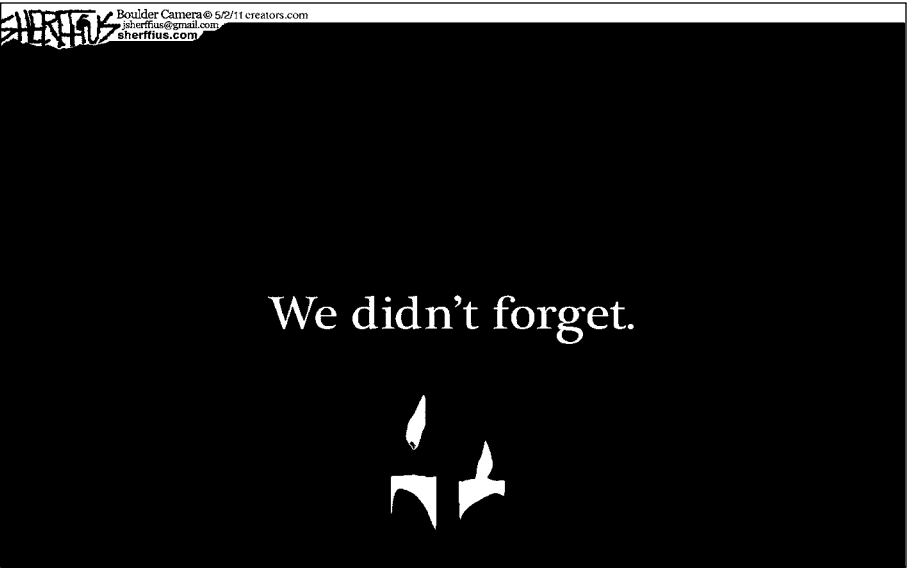 SHERFFIUS
Boulder Camera © 5/2/11 creators.com
jsherffius@gmail.com
sherffius.com
We didn't forget.